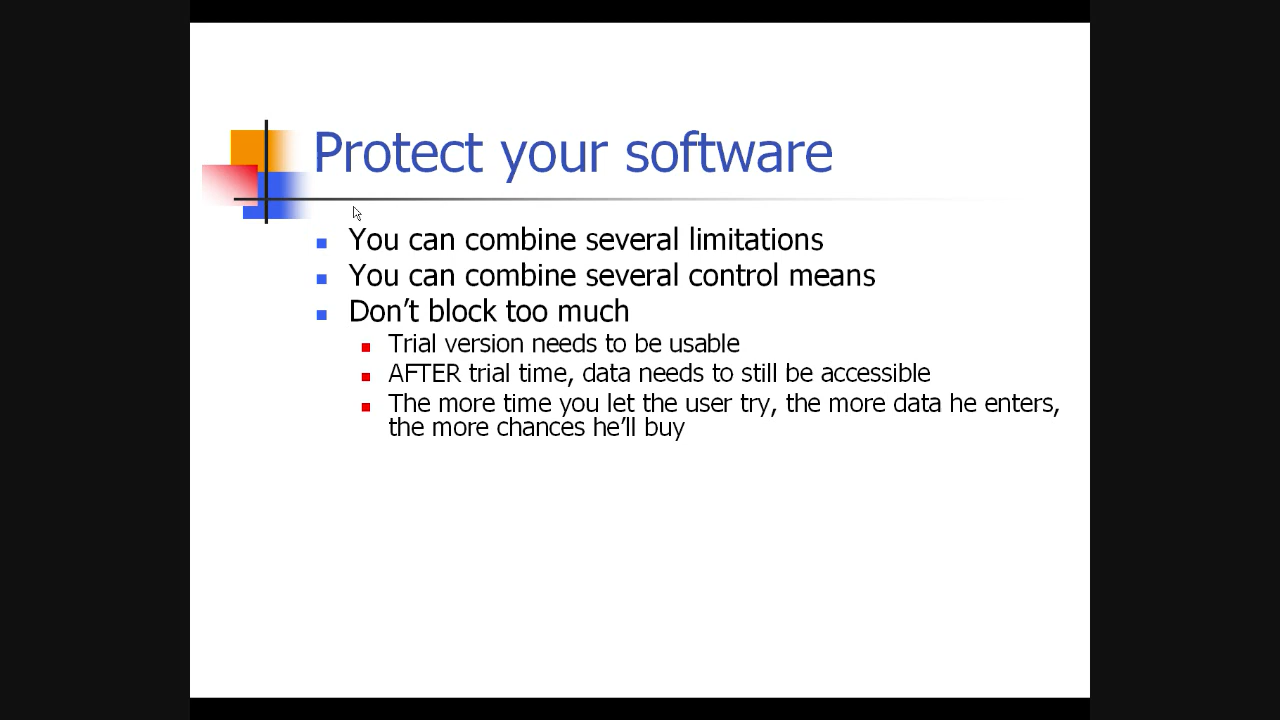 Protect your software
You can combine several limitations
You can combine several control means
Don't block too much
Trial version needs to be usable
AFTER trial time, data needs to still be accessible
The more time you let the user try, the more data he enters,
the more chances he'll buy